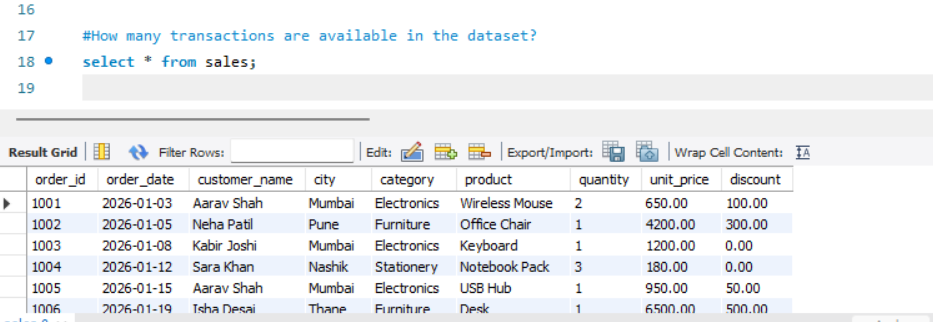 16
17 #How many transactions are available in the dataset?
18 select * from sales;
19
Result Grid Filter Rows: Edit: Export/Import: Wrap Cell Content:
order_id order_date customer_name city category product quantity unit_price discount
1001 2026-01-03 Aarav Shah Mumbai Electronics Wireless Mouse 2 650.00 100.00
1002 2026-01-05 Neha Patil Pune Furniture Office Chair 1 4200.00 300.00
1003 2026-01-08 Kabir Joshi Mumbai Electronics Keyboard 1 1200.00 0.00
1004 2026-01-12 Sara Khan Nashik Stationery Notebook Pack 3 180.00 0.00
1005 2026-01-15 Aarav Shah Mumbai Electronics USB Hub 1 950.00 50.00
1006 2026-01-19 Isha Desai Thane Furniture Desk 1 6500.00 500.00